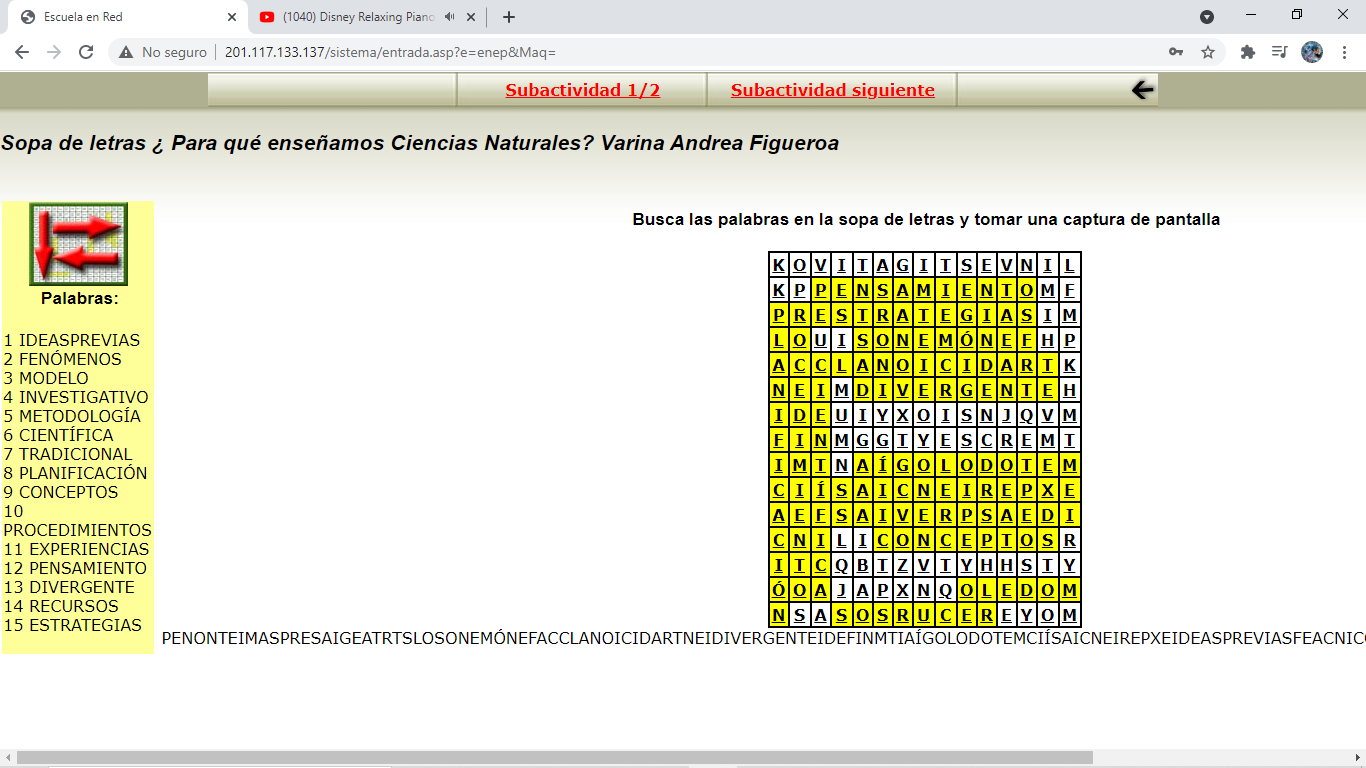 Escuela en Red
(1040) Disney Relaxing Piano
No seguro
201.117.133.137/sistema/entrada.asp?e=enep&Maq=
Subactividad 1/2
Subactividad siguiente
Sopa de letras ¿ Para qué enseñamos Ciencias Naturales? Varina Andrea Figueroa
Palabras:
1 IDEASPREVIAS
2 FENÓMENOS
3 MODELO
4 INVESTIGATIVO
5 METODOLOGÍA
6 CIENTÍFICA
7 TRADICIONAL
8 PLANIFICACIÓN
9 CONCEPTOS
10
PROCEDIMIENTOS
11 EXPERIENCIAS
12 PENSAMIENTO
13 DIVERGENTE
14 RECURSOS
15 ESTRATEGIAS
Busca las palabras en la sopa de letras y tomar una captura de pantalla
K O V I T A G I T S E V N I L
K P P E N S A M I E N T O M F
P R E S T R A T E G I A S I M
L O U I S O N E M Ó N E F H P
A C C L A N O I C I D A R T K
N E I M D I V E R G E N T E H
I D E U I Y X O I S N J Q V M
F I N M G G T Y E S C R E M T
I M T N A Í G O L O D O T E M
C I Í S A I C N E I R E P X E
A E F S A I V E R P S A E D I
C N I L I C O N C E P T O S R
I T C Q B T Z V T Y H H S T Y
Ó O A J A P X N Q O L E D O M
N S A S O S R U C E R E Y O M
PENONTEIMASPRESAIGEATRTSLOSONEMÓNEFACCLANOICIDARTNEIDIVERGENTEIDEFINMTIAÍGOLODOTEMCIÍSAICNEIREPXEIDEASPREVIASFEACNIC